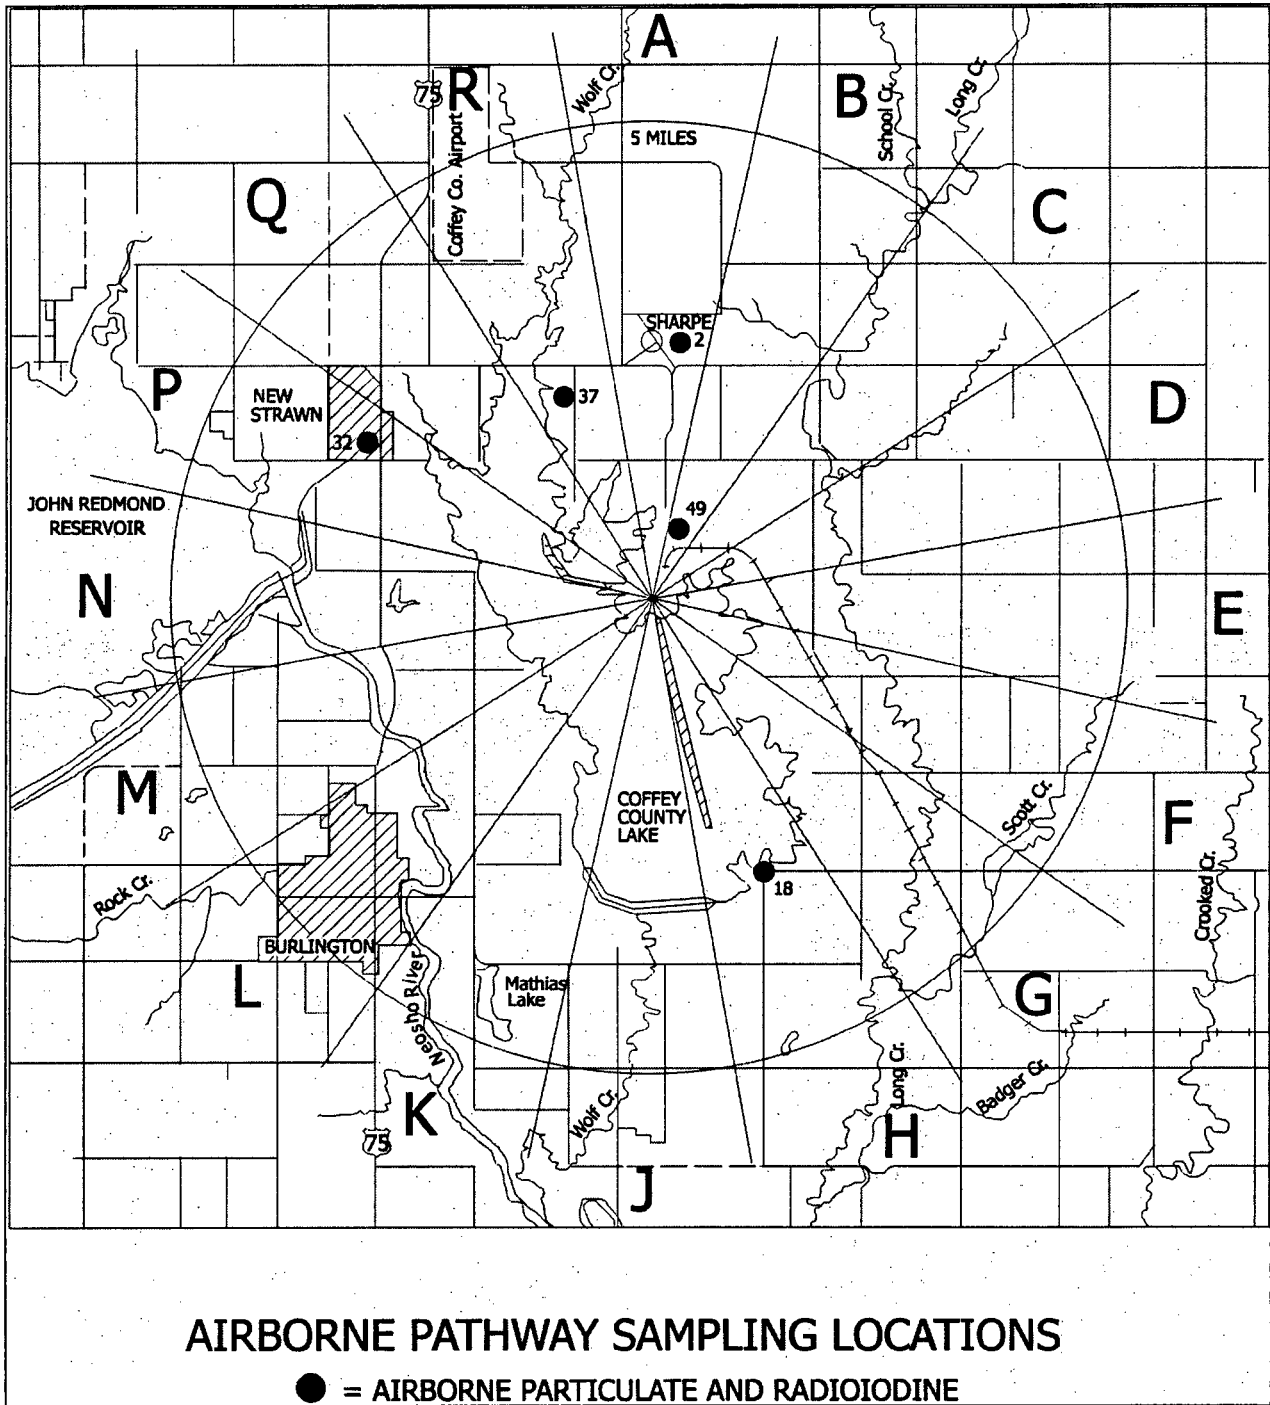 A
R
75
Coffey Co. Airport
Wolf Cr.
B
School Cr.
Long Cr.
5 MILES
Q
C
SHARPE
2
P
NEW
STRAWN
37
D
32
JOHN REDMOND
RESERVOIR
49
N
E
M
COFFEY
COUNTY
LAKE
Scott Cr.
F
Rock Cr.
18
Crooked Cr.
BURLINGTON
L
Neosho River
Mathias
Lake
G
K
75
Wolf Cr.
Long Cr.
Badger Cr.
H
J
AIRBORNE PATHWAY SAMPLING LOCATIONS
= AIRBORNE PARTICULATE AND RADIOIODINE